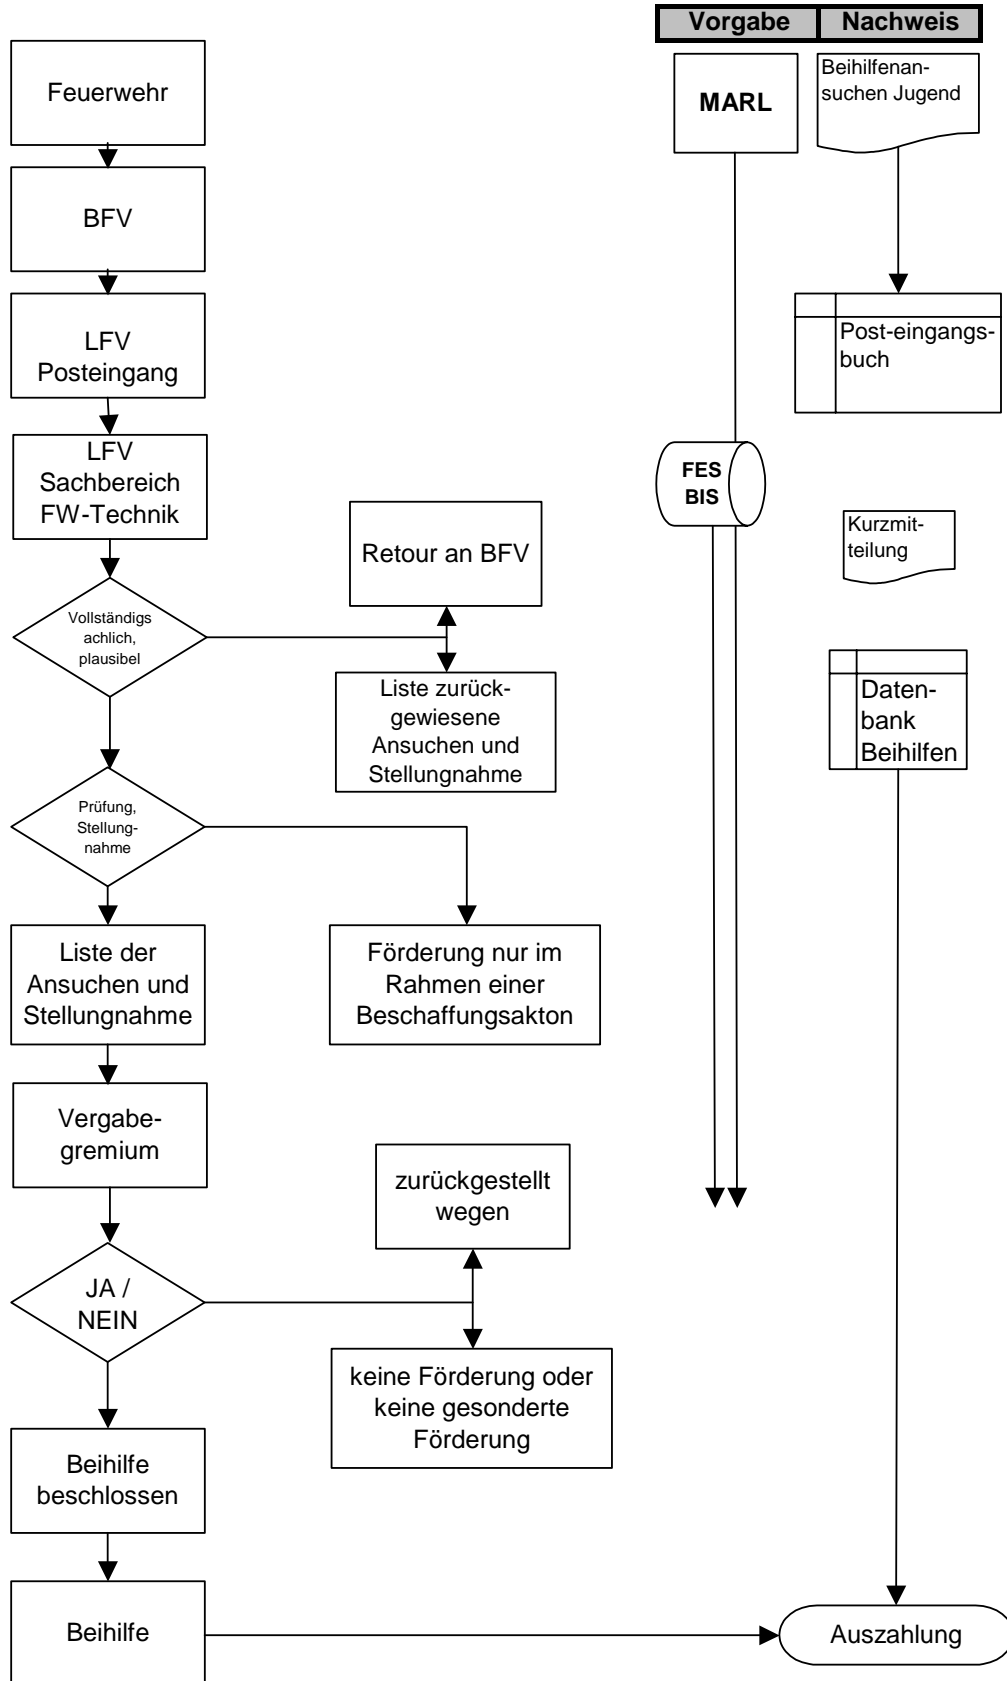 Vorgabe Nachweis
Feuerwehr
MARL
Beihilfenan-
suchen Jugend
BFV
LFV
Posteingang
Post-eingangs-
buch
LFV
Sachbereich
FW-Technik
FES
BIS
Retour an BFV
Kurzmit-
teilung
Vollständigs
achlich,
plausibel
Liste zurück-
gewiesene
Ansuchen und
Stellungnahme
Daten-
bank
Beihilfen
Prüfung,
Stellung-
nahme
Liste der
Ansuchen und
Stellungnahme
Förderung nur im
Rahmen einer
Beschaffungsakton
Vergabe-
gremium
zurückgestellt
wegen
JA /
NEIN
keine Förderung oder
keine gesonderte
Förderung
Beihilfe
beschlossen
Beihilfe
Auszahlung